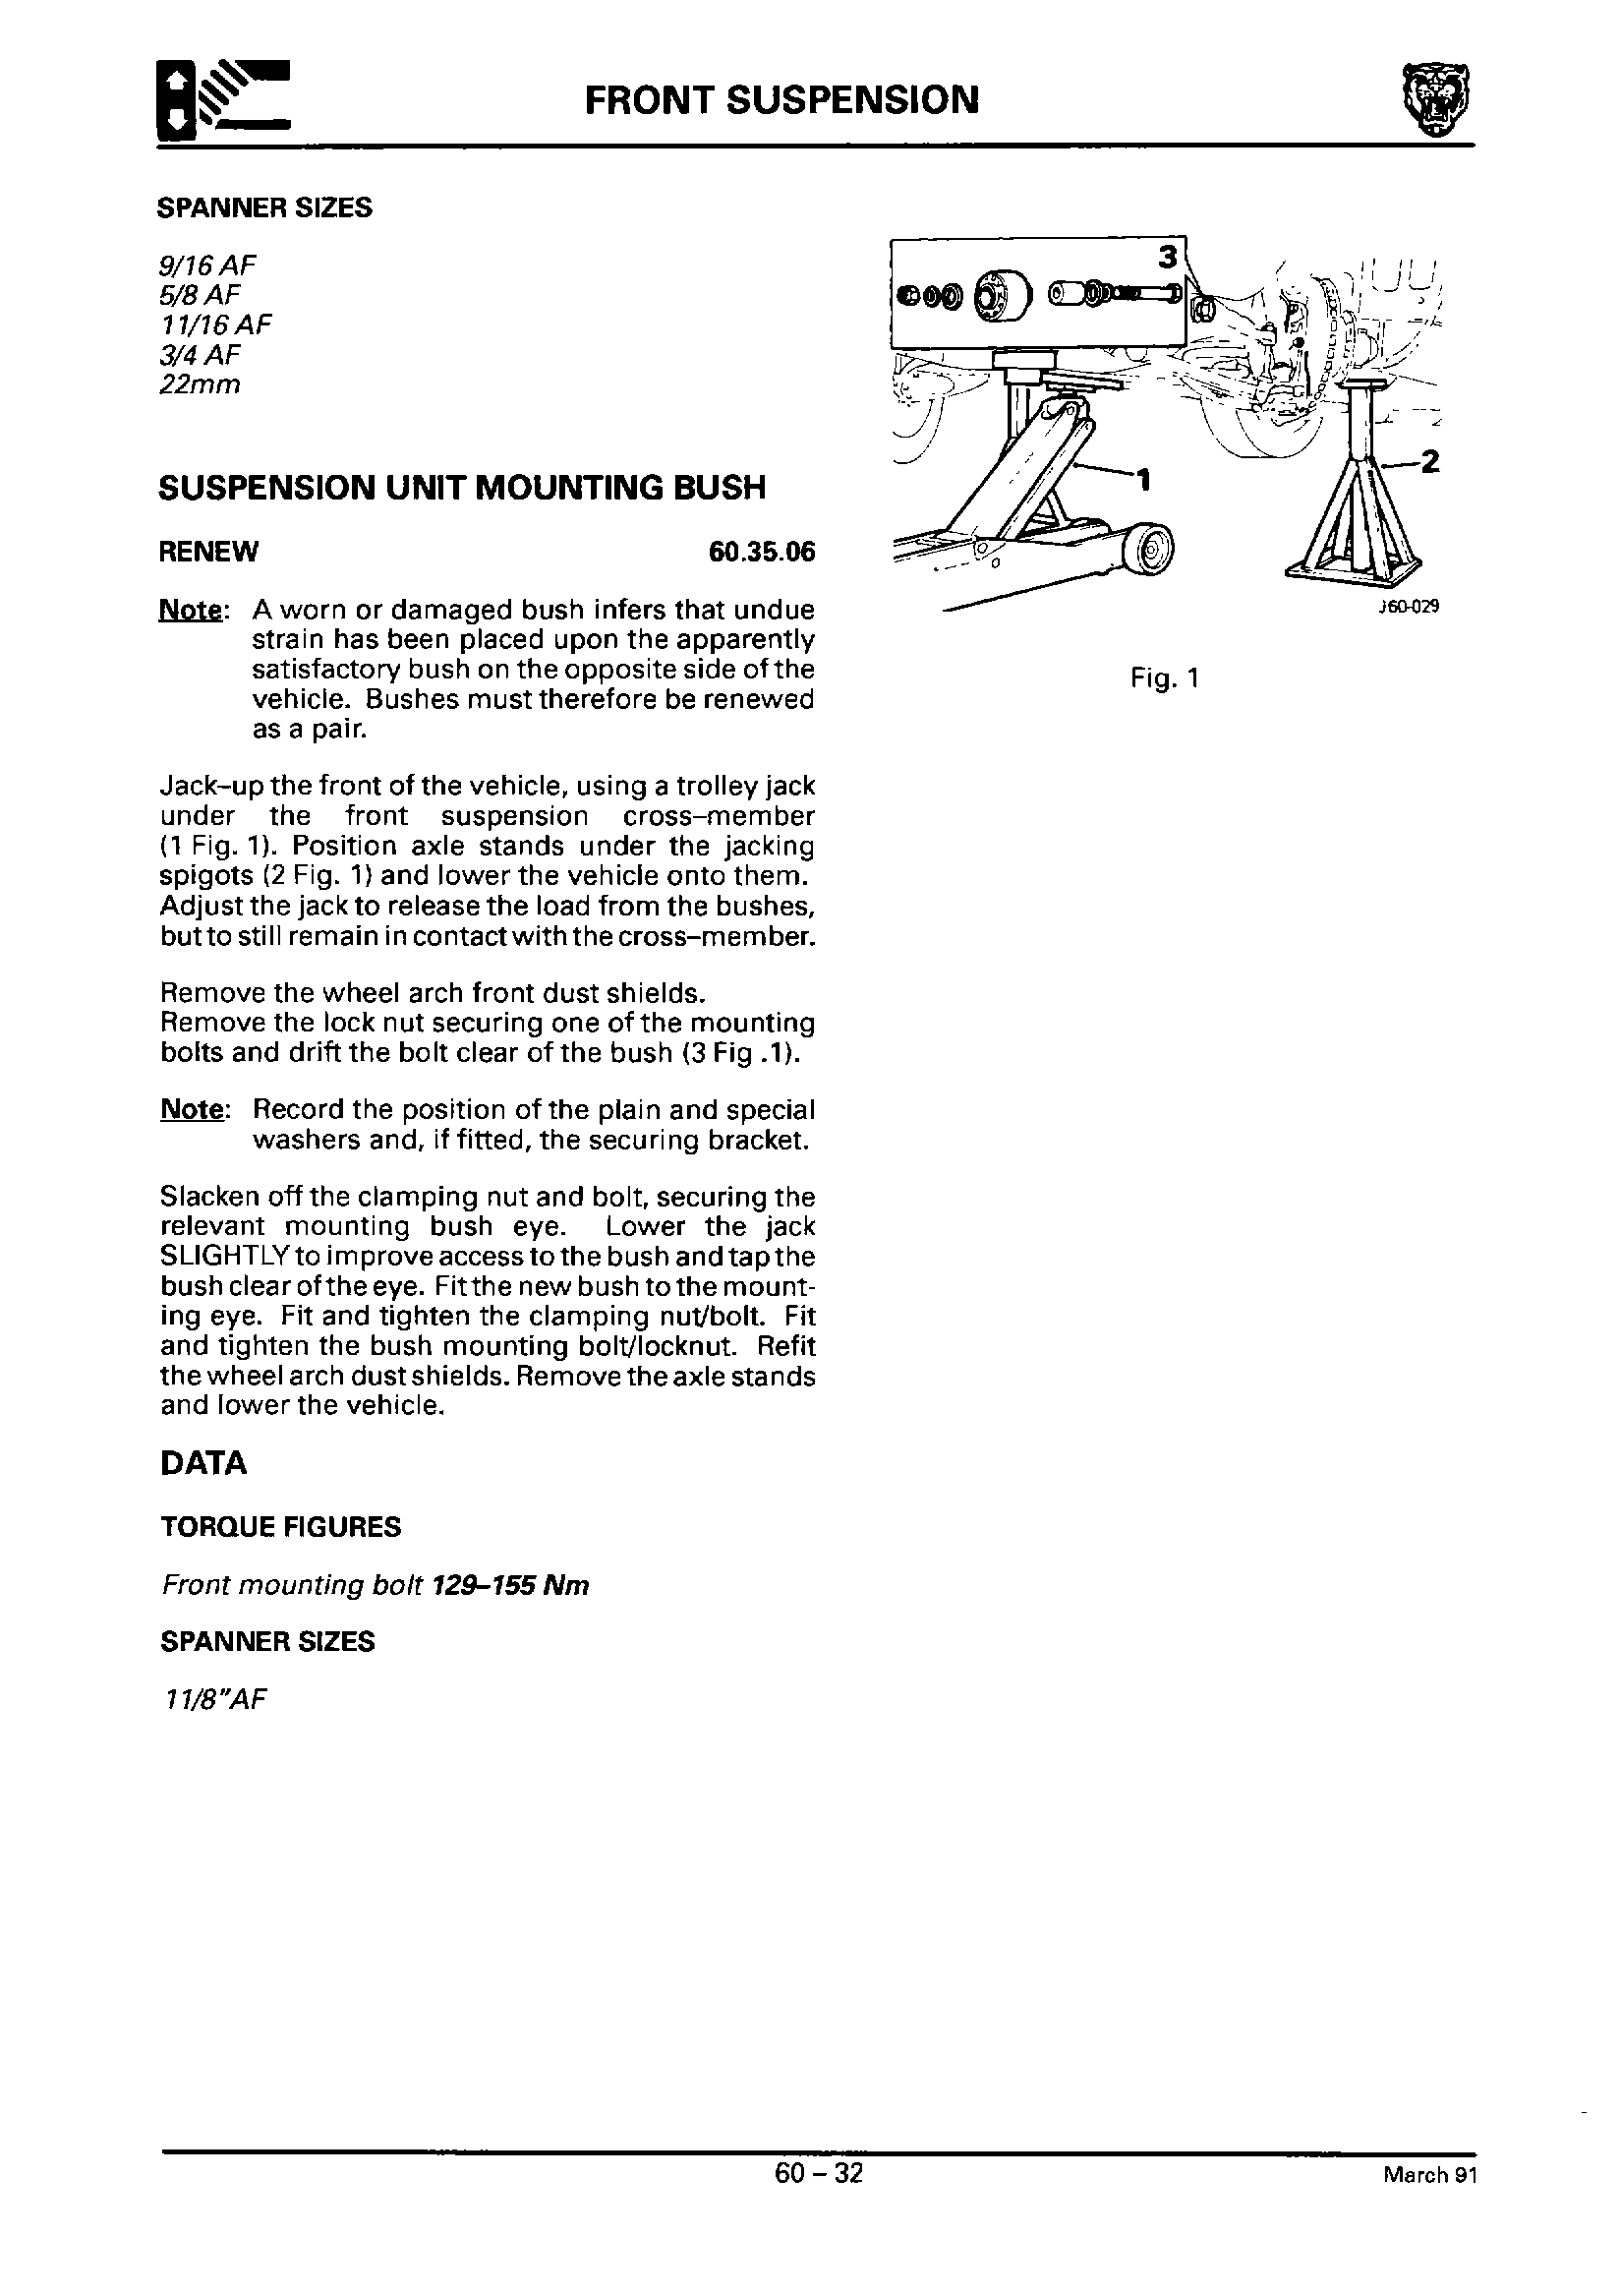 FRONT SUSPENSION
SPANNER SIZES
9/16 AF
5/8 AF
11/16 AF
3/4 AF
22mm
SUSPENSION UNIT MOUNTING BUSH
RENEW 60.35.06
Note: A worn or damaged bush infers that undue
strain has been placed upon the apparently
satisfactory bush on the opposite side of the
vehicle. Bushes must therefore be renewed
as a pair.
Jack-up the front of the vehicle, using a trolley jack
under the front suspension cross-member
(1 Fig. 1). Position axle stands under the jacking
spigots (2 Fig. 1) and lower the vehicle onto them.
Adjust the jack to release the load from the bushes,
but to still remain in contact with the cross-member.
Remove the wheel arch front dust shields.
Remove the lock nut securing one of the mounting
bolts and drift the bolt clear of the bush (3 Fig .1).
Note: Record the position of the plain and special
washers and, if fitted, the securing bracket.
Slacken off the clamping nut and bolt, securing the
relevant mounting bush eye. Lower the jack
SLIGHTLY to improve access to the bush and tap the
bush clear of the eye. Fit the new bush to the mount-
ing eye. Fit and tighten the clamping nut/bolt. Fit
and tighten the bush mounting bolt/locknut. Refit
the wheel arch dust shields. Remove the axle stands
and lower the vehicle.
DATA
TORQUE FIGURES
Front mounting bolt 129-155 Nm
SPANNER SIZES
11/8"AF
3
1
2
J60-029
Fig. 1
60 - 32
March 91